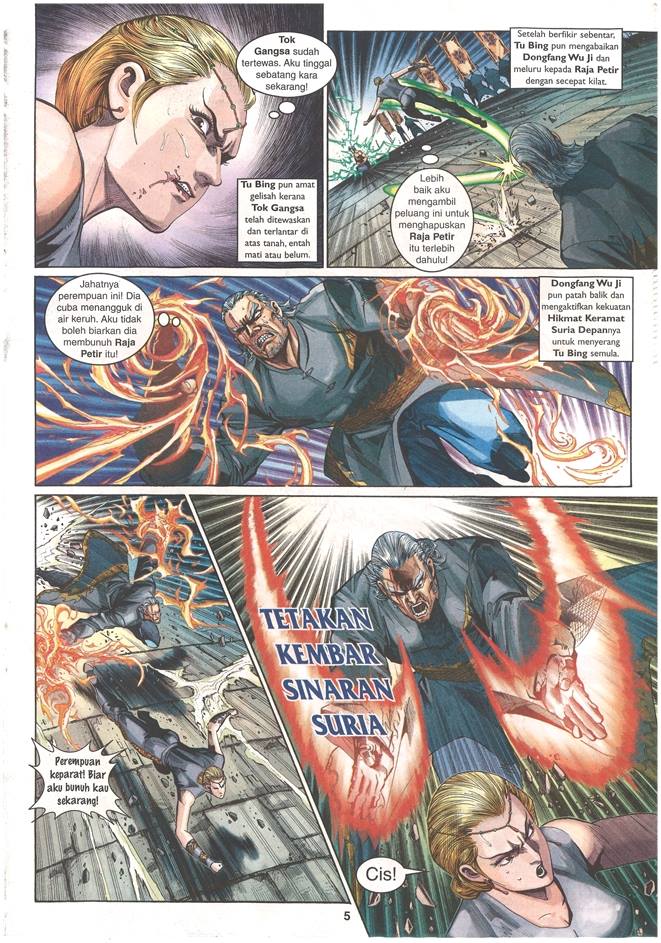 Tok
Gangsa sudah
tertewas. Aku tinggal
sebatang kara
sekarang!
Tu Bing pun amat
gelisah kerana
Tok Gangsa
telah ditewaskan
dan terlantar di
atas tanah, entah
mati atau belum.
Setelah berfikir sebentar,
Tu Bing pun mengabaikan
Dongfang Wu Ji dan
meluru kepada Raja Petir
dengan secepat kilat.
Lebih
baik aku
mengambil
peluang ini untuk
menghapuskan
Raja Petir
itu terlebih
dahulu!
Jahatnya
perempuan ini! Dia
cuba menangguk di
air keruh. Aku tidak
boleh biarkan dia
membunuh Raja
Petir itu!
Dongfang Wu Ji
pun patah balik dan
mengaktifkan kekuatan
Hikmat Keramat
Suria Depannya
untuk menyerang
Tu Bing semula.
Perempuan
keparat! Biar
aku bunuh kau
sekarang!
TETAKAN
KEMBAR
SINARAN
SURIA
Cis!
5